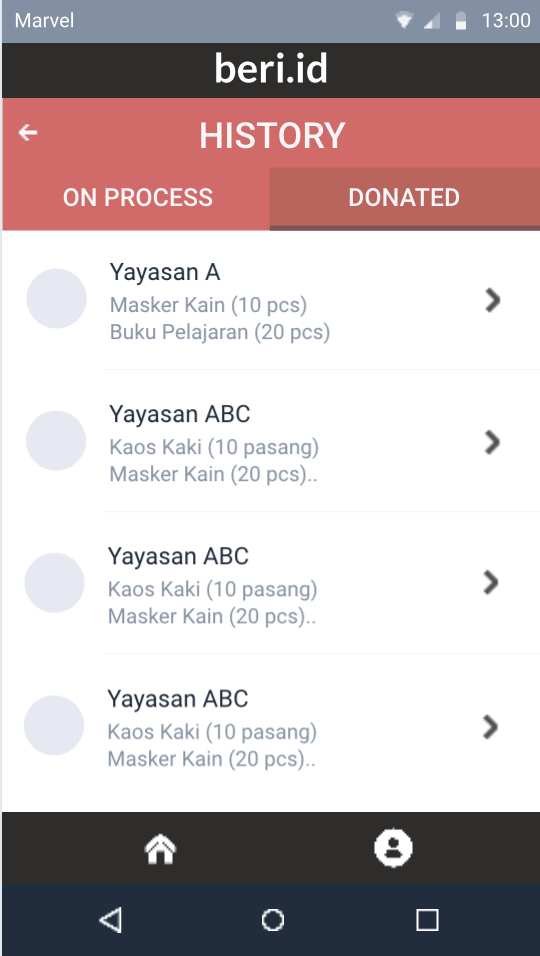 Marvel 13:00
beri.id
HISTORY
ON PROCESS DONATED
Yayasan A
Masker Kain (10 pcs)
Buku Pelajaran (20 pcs)
Yayasan ABC
Kaos Kaki (10 pasang)
Masker Kain (20 pcs)..
Yayasan ABC
Kaos Kaki (10 pasang)
Masker Kain (20 pcs)..
Yayasan ABC
Kaos Kaki (10 pasang)
Masker Kain (20 pcs)..